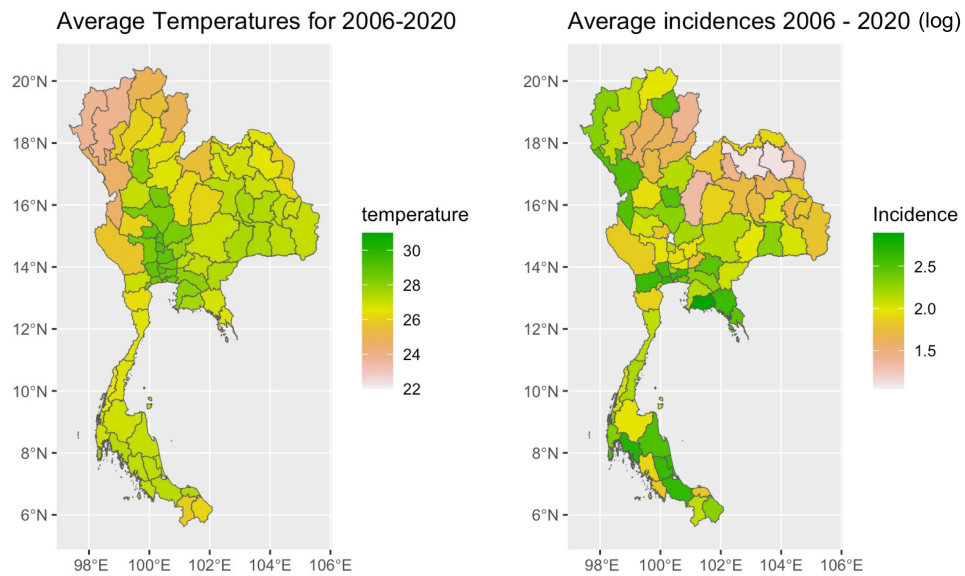 Average Temperatures for 2006-2020
20°N
18°N
16°N
14°N
12°N
10°N
8°N
6°N
98°E 100°E 102°E 104°E 106°E
temperature
30
28
26
24
22
Average incidences 2006 - 2020 (log)
20°N
18°N
16°N
14°N
12°N
10°N
8°N
6°N
98°E 100°E 102°E 104°E 106°E
Incidence
2.5
2.0
1.5